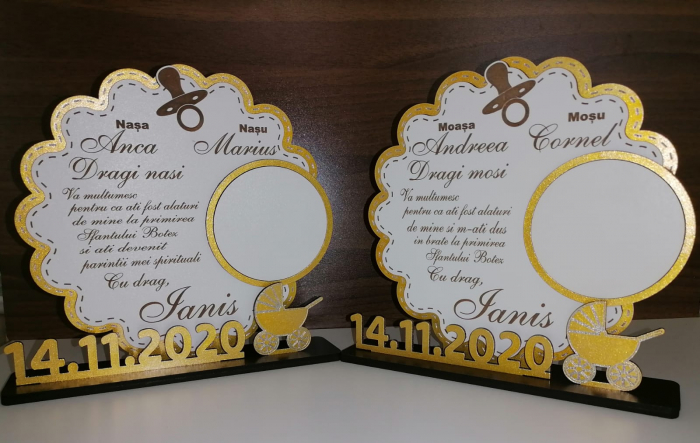 Nașa
Nașu
Anca
Marius
Dragi nasi
Va multumesc
pentru ca ati fost alaturi
de mine la primirea
Sfantului Botez
si ati devenit
parintii mei spirituali
Cu drag,
Ianis
14.11.2020
Moașa
Moșu
Andreea
Cornel
Dragi mosi
Va multumesc
pentru ca ati fost alaturi
de mine si m-ati dus
in brate la primirea
Sfantului Botez
Cu drag,
Ianis
14.11.2020